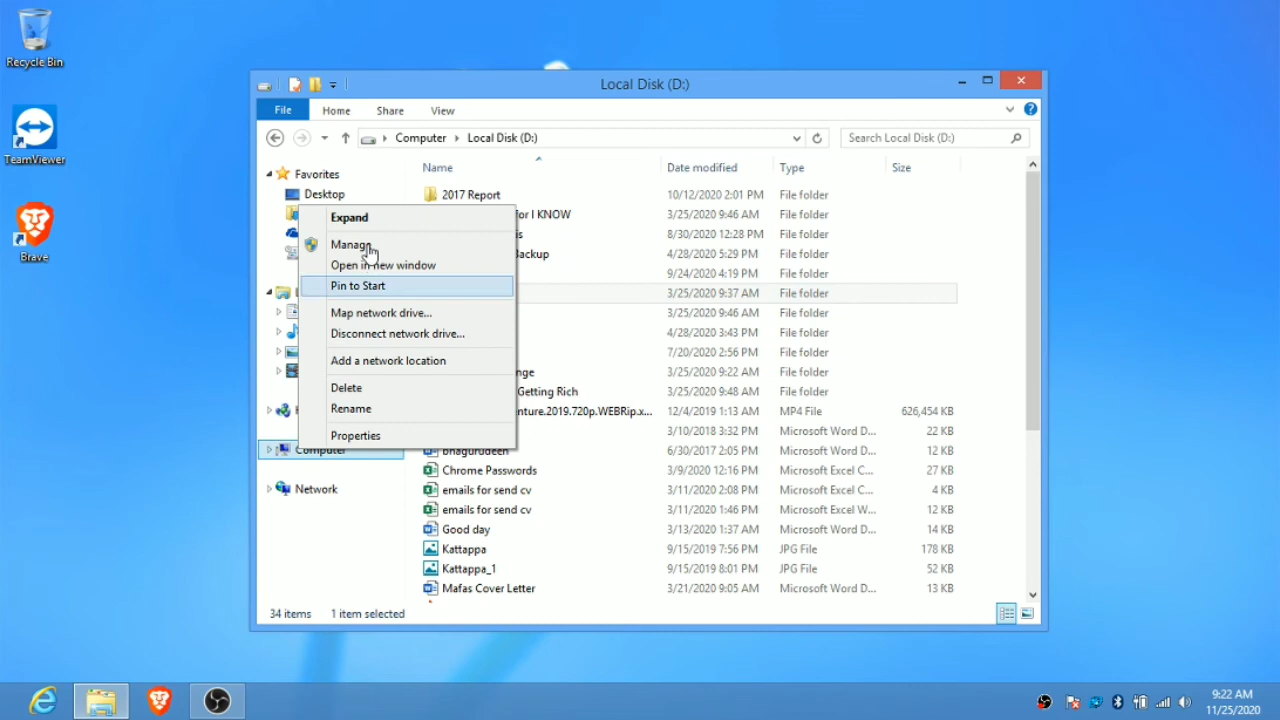 Recycle Bin
TeamViewer
Brave
Local Disk (D:)
File Home Share View
Computer Local Disk (D:) Search Local Disk (D:)
Favorites
Desktop
Computer
Network
Expand
Manage
Open in new window
Pin to Start
Map network drive...
Disconnect network drive...
Add a network location
Delete
Rename
Properties
Name Date modified Type Size
2017 Report 10/12/2020 2:01 PM File folder
for I KNOW 3/25/2020 9:46 AM File folder
is 8/30/2020 12:28 PM File folder
Backup 4/28/2020 5:29 PM File folder
9/24/2020 4:19 PM File folder
3/25/2020 9:37 AM File folder
3/25/2020 9:46 AM File folder
4/28/2020 3:43 PM File folder
7/20/2020 2:56 PM File folder
nge 3/25/2020 9:22 AM File folder
Getting Rich 3/25/2020 9:48 AM File folder
enture.2019.720p.WEBRip.x... 12/4/2019 1:13 AM MP4 File 626,454 KB
3/10/2018 3:32 PM Microsoft Word D... 22 KB
bhagurudeen 6/30/2017 2:05 PM Microsoft Word D... 12 KB
Chrome Passwords 3/9/2020 12:16 PM Microsoft Excel C... 27 KB
emails for send cv 3/11/2020 2:08 PM Microsoft Excel C... 4 KB
emails for send cv 3/11/2020 1:46 PM Microsoft Excel W... 12 KB
Good day 3/13/2020 1:37 AM Microsoft Word D... 14 KB
Kattappa 9/15/2019 7:56 PM JPG File 178 KB
Kattappa_1 9/15/2019 8:01 PM JPG File 52 KB
Mafas Cover Letter 3/21/2020 9:05 AM Microsoft Word D... 13 KB
34 items 1 item selected
9:22 AM
11/25/2020